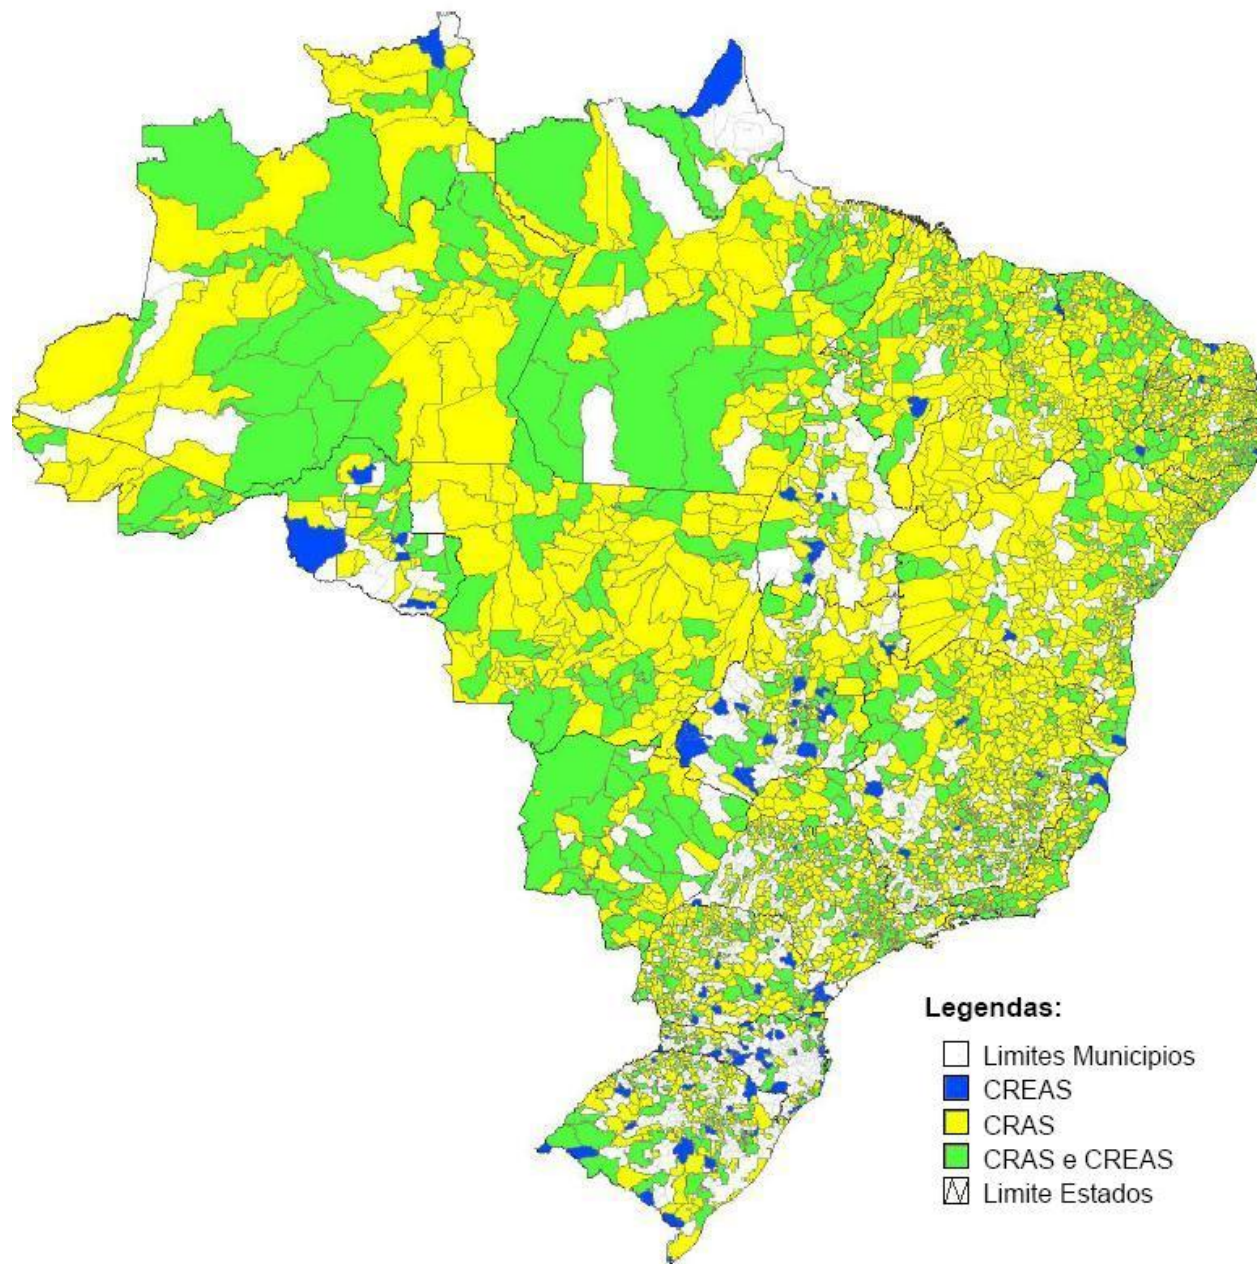 Legendas:
Limites Municipios
CREAS
CRAS
CRAS e CREAS
Limite Estados